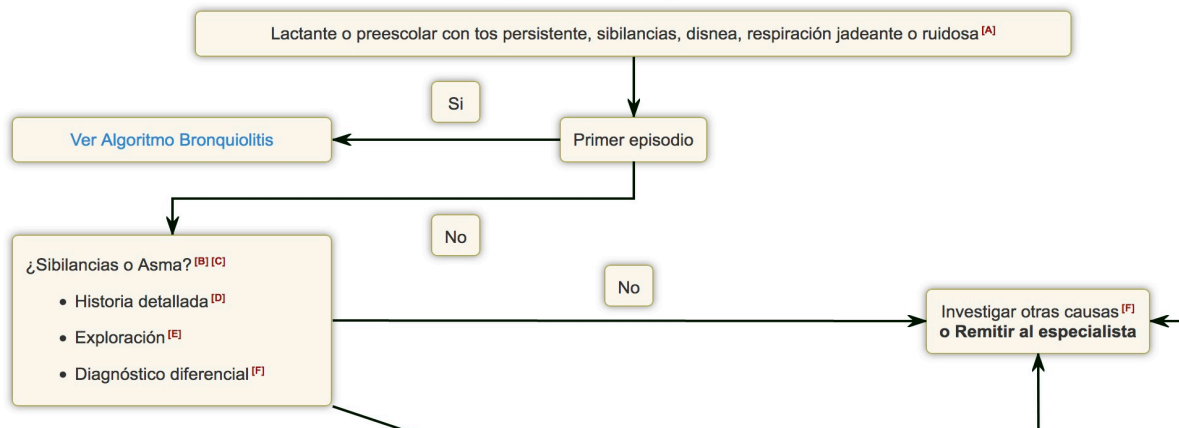 Lactante o preescolar con tos persistente, sibilancias, disnea, respiración jadeante o ruidosa [A]
Si
Ver Algoritmo Bronquiolitis
Primer episodio
No
¿Sibilancias o Asma? [B] [C]
• Historia detallada [D]
• Exploración [E]
• Diagnóstico diferencial [F]
No
Investigar otras causas [F]
o Remitir al especialista